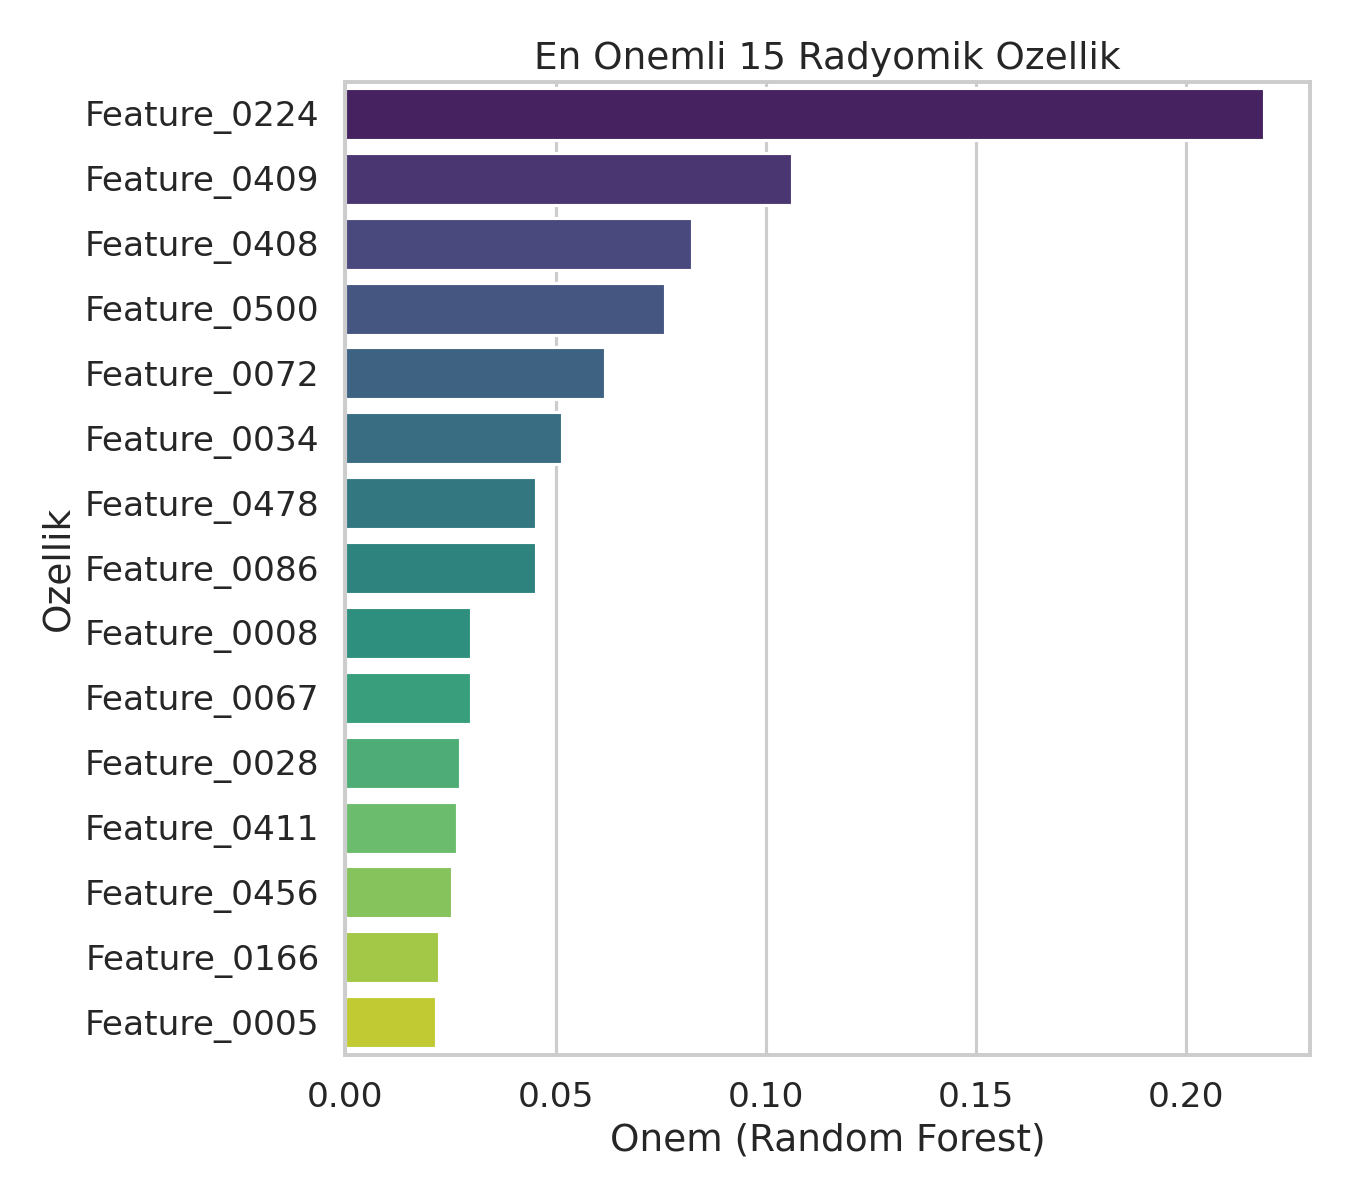 En Onemli 15 Radyomik Ozellik
Feature_0224
Feature_0409
Feature_0408
Feature_0500
Feature_0072
Feature_0034
Feature_0478
Feature_0086
Feature_0008
Feature_0067
Feature_0028
Feature_0411
Feature_0456
Feature_0166
Feature_0005
Ozellik
0.00 0.05 0.10 0.15 0.20
Onem (Random Forest)